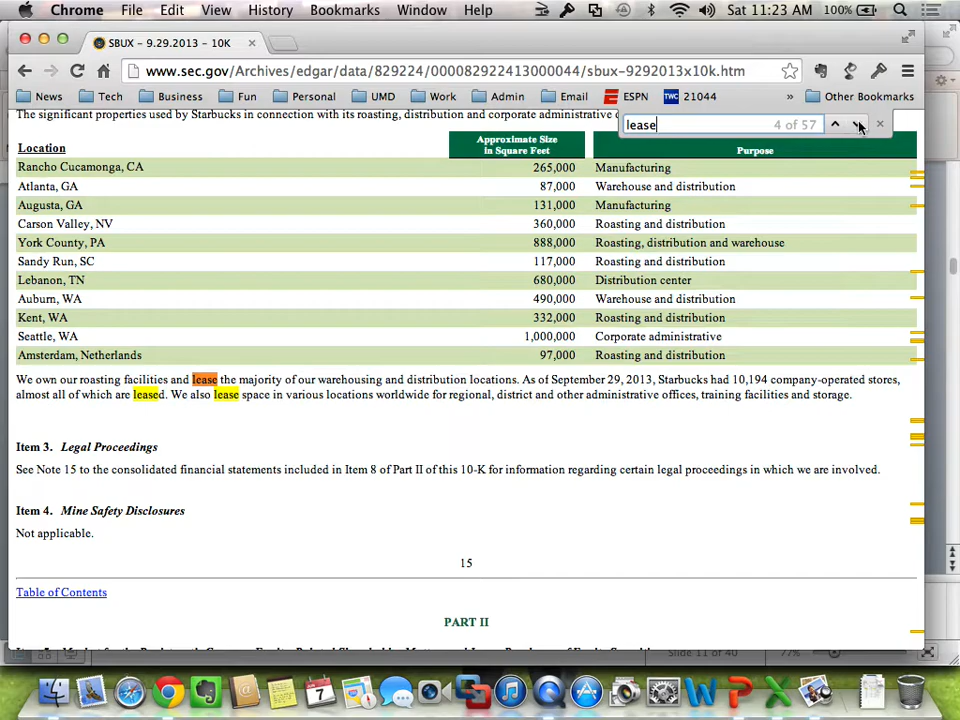 Chrome File Edit View History Bookmarks Window Help Sat 11:23 AM 100%
SBUX - 9.29.2013 - 10K
www.sec.gov/Archives/edgar/data/829224/000082922413000044/sbux-9292013x10k.htm
News Tech Business Fun Personal UMD Work Admin Email ESPN TWC 21044 » Other Bookmarks
lease 4 of 57
The significant properties used by Starbucks in connection with its roasting, distribution and corporate administrative
Location Approximate Size in Square Feet Purpose
Rancho Cucamonga, CA 265,000 Manufacturing
Atlanta, GA 87,000 Warehouse and distribution
Augusta, GA 131,000 Manufacturing
Carson Valley, NV 360,000 Roasting and distribution
York County, PA 888,000 Roasting, distribution and warehouse
Sandy Run, SC 117,000 Roasting and distribution
Lebanon, TN 680,000 Distribution center
Auburn, WA 490,000 Warehouse and distribution
Kent, WA 332,000 Roasting and distribution
Seattle, WA 1,000,000 Corporate administrative
Amsterdam, Netherlands 97,000 Roasting and distribution
We own our roasting facilities and lease the majority of our warehousing and distribution locations. As of September 29, 2013, Starbucks had 10,194 company-operated stores,
almost all of which are leased. We also lease space in various locations worldwide for regional, district and other administrative offices, training facilities and storage.
Item 3. Legal Proceedings
See Note 15 to the consolidated financial statements included in Item 8 of Part II of this 10-K for information regarding certain legal proceedings in which we are involved.
Item 4. Mine Safety Disclosures
Not applicable.
15
Table of Contents
PART II
Slide 11 of 40 77%
7